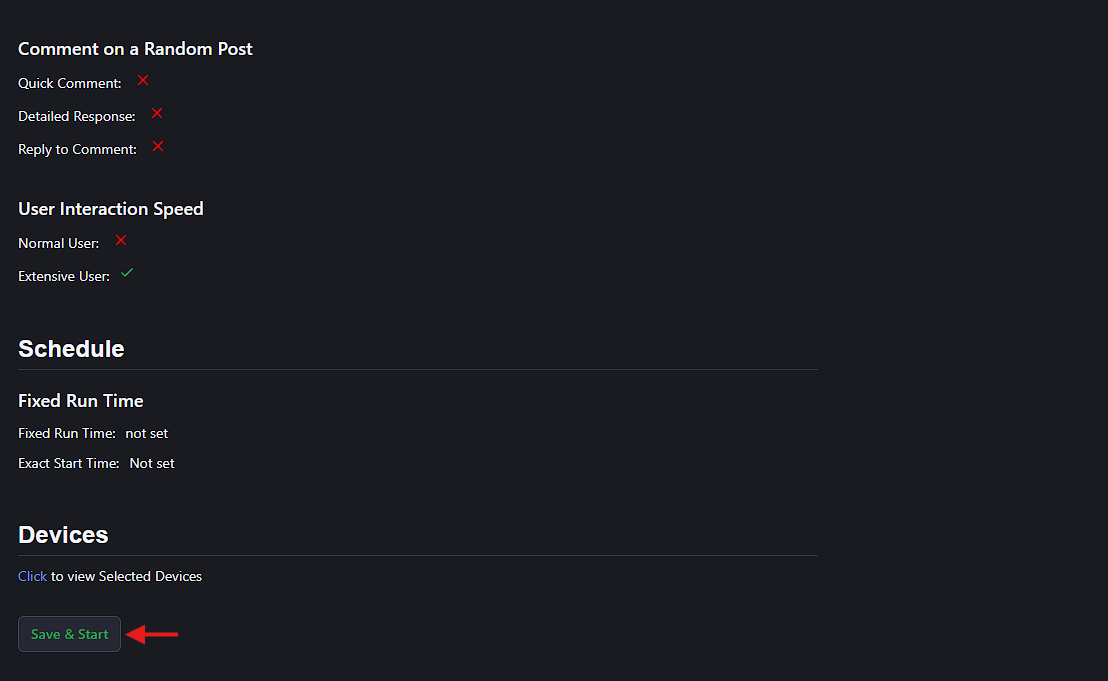 Comment on a Random Post
Quick Comment:
Detailed Response:
Reply to Comment:
User Interaction Speed
Normal User:
Extensive User:
Schedule
Fixed Run Time
Fixed Run Time: not set
Exact Start Time: Not set
Devices
Click to view Selected Devices
Save & Start